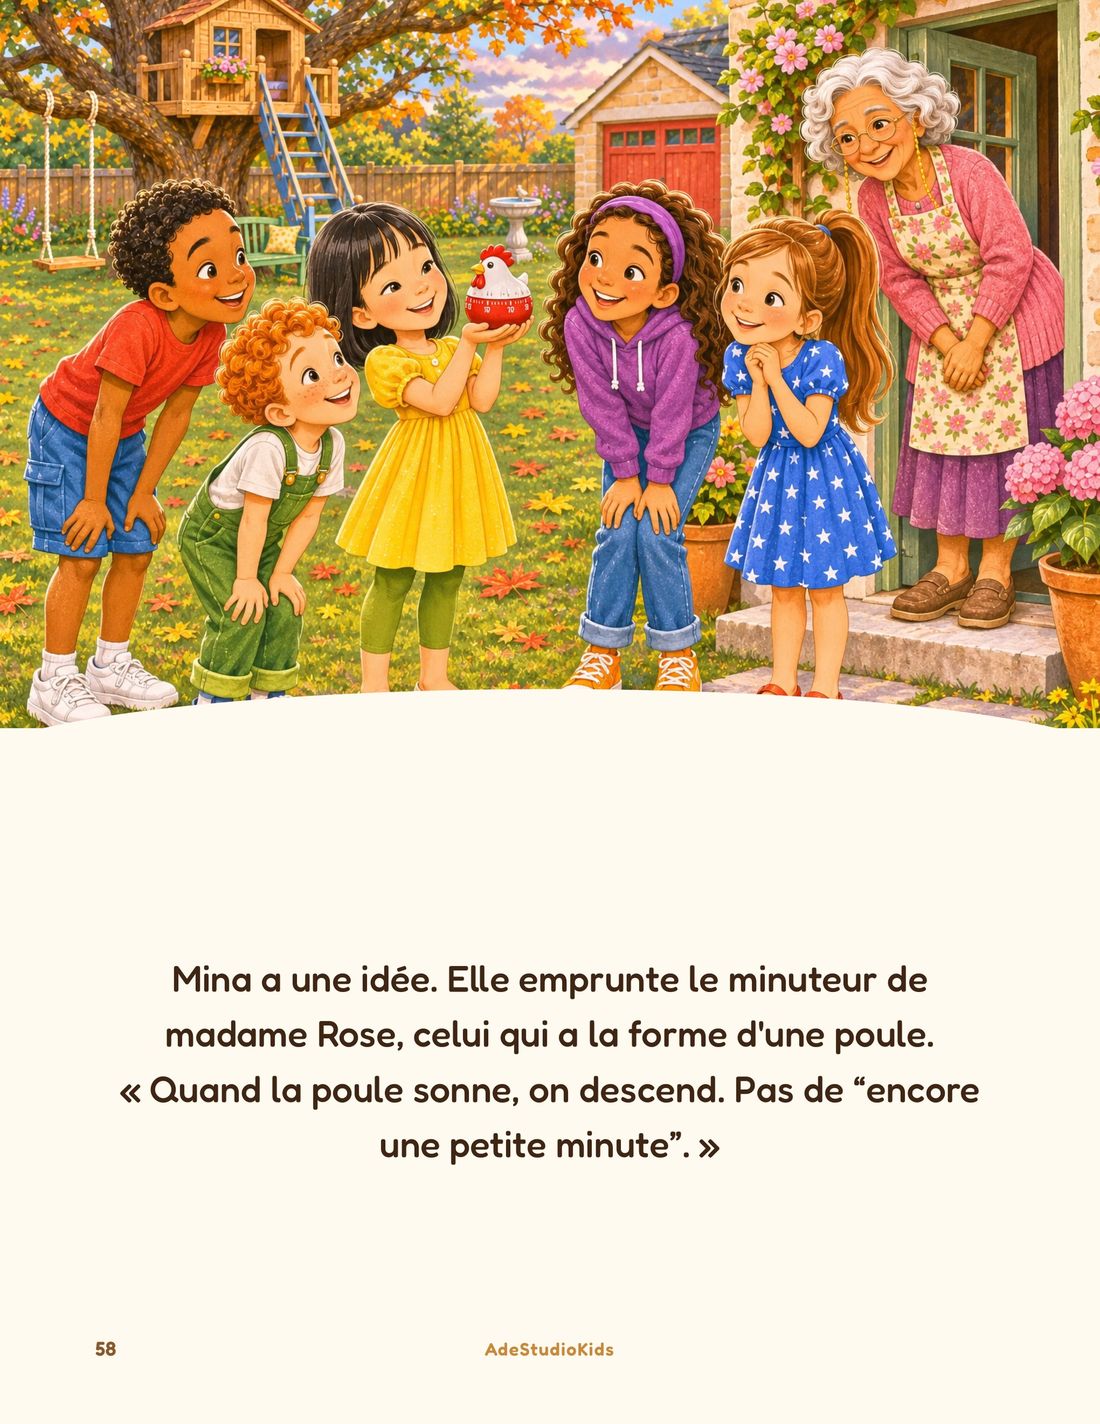 Mina a une idée. Elle emprunte le minuteur de
madame Rose, celui qui a la forme d'une poule.
« Quand la poule sonne, on descend. Pas de “encore
une petite minute”. »
58
AdeStudioKids